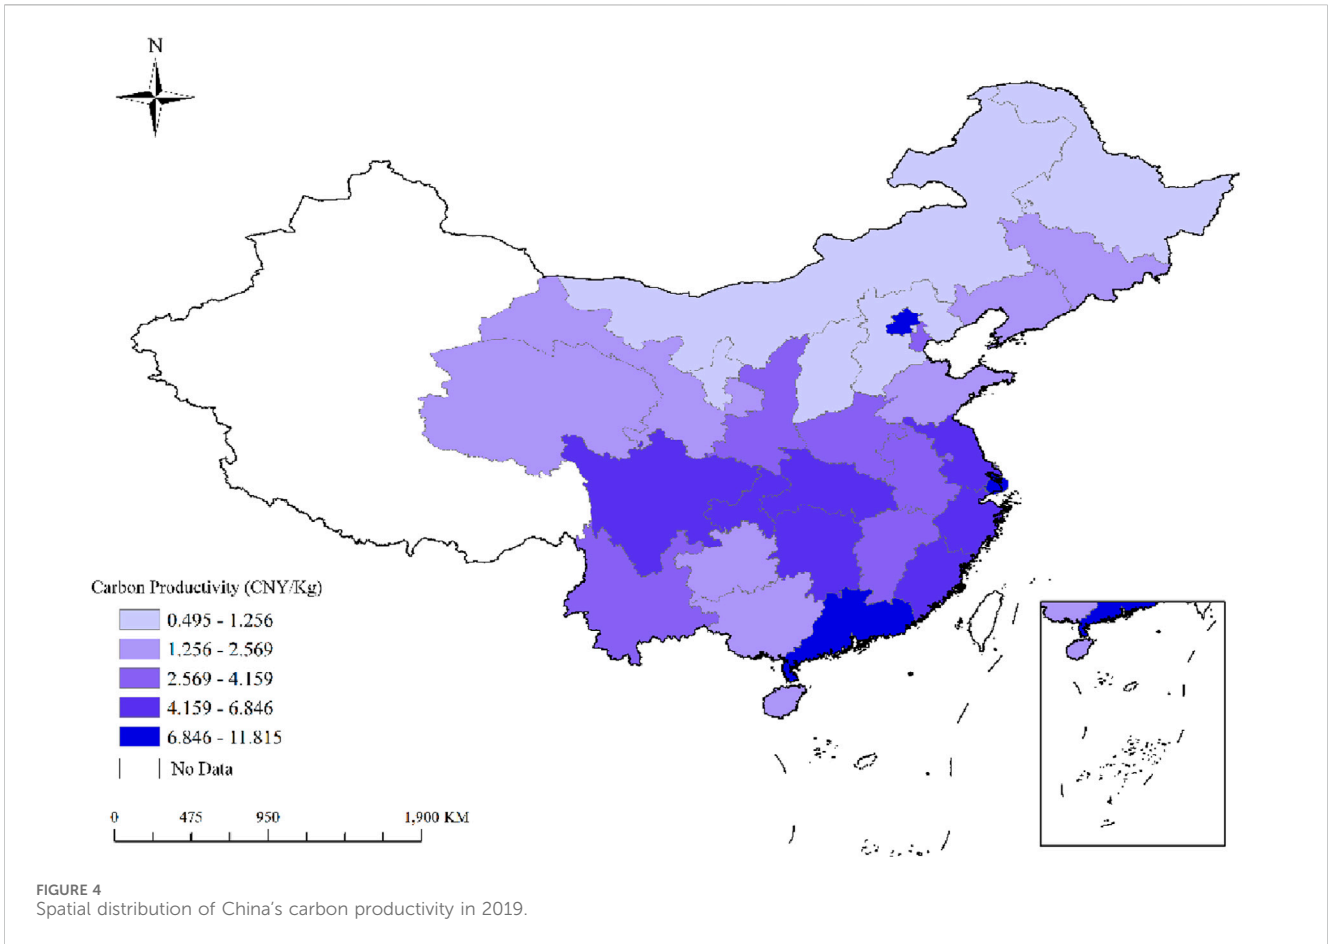 N
Carbon Productivity (CNY/Kg)
0.495 - 1.256
1.256 - 2.569
2.569 - 4.159
4.159 - 6.846
6.846 - 11.815
No Data
0 475 950 1,900 KM
FIGURE 4
Spatial distribution of China's carbon productivity in 2019.